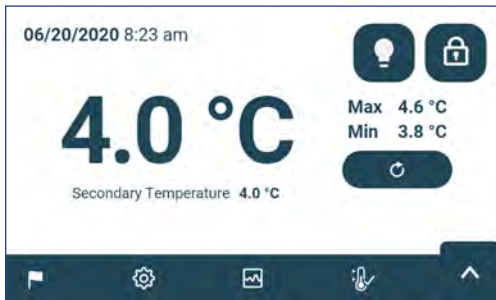 06/20/2020 8:23 am
4.0 °C
Max 4.6 °C
Min 3.8 °C
Secondary Temperature 4.0 °C